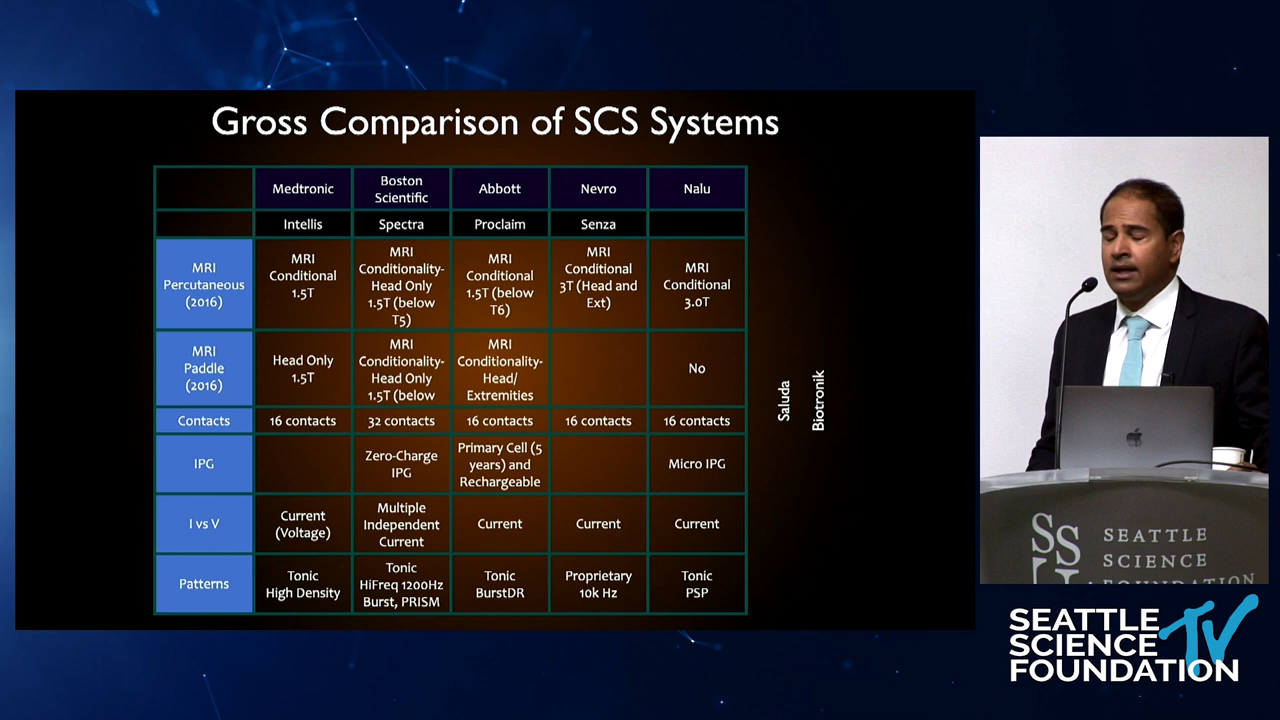 Gross Comparison of SCS Systems
Medtronic
Boston
Scientific
Abbott
Nevro
Nalu
Intellis
Spectra
Proclaim
Senza
MRI
Percutaneous
(2016)
MRI
Conditional
1.5T
MRI
Conditionality-
Head Only
1.5T (below
T5)
MRI
Conditional
1.5T (below
T6)
MRI
Conditional
3T (Head and
Ext)
MRI
Conditional
3.0T
MRI
Paddle
(2016)
Head Only
1.5T
MRI
Conditionality-
Head Only
1.5T (below
MRI
Conditionality-
Head/
Extremities
No
Contacts
16 contacts
32 contacts
16 contacts
16 contacts
16 contacts
IPG
Zero-Charge
IPG
Primary Cell (5
years) and
Rechargeable
Micro IPG
I vs V
Current
(Voltage)
Multiple
Independent
Current
Current
Current
Current
Patterns
Tonic
High Density
Tonic
HiFreq 1200Hz
Burst, PRISM
Tonic
BurstDR
Proprietary
10k Hz
Tonic
PSP
Saluda
Biotronik
SS
SEATTLE
SCIENCE
FOUNDATION
SEATTLE
SCIENCE TV
FOUNDATION